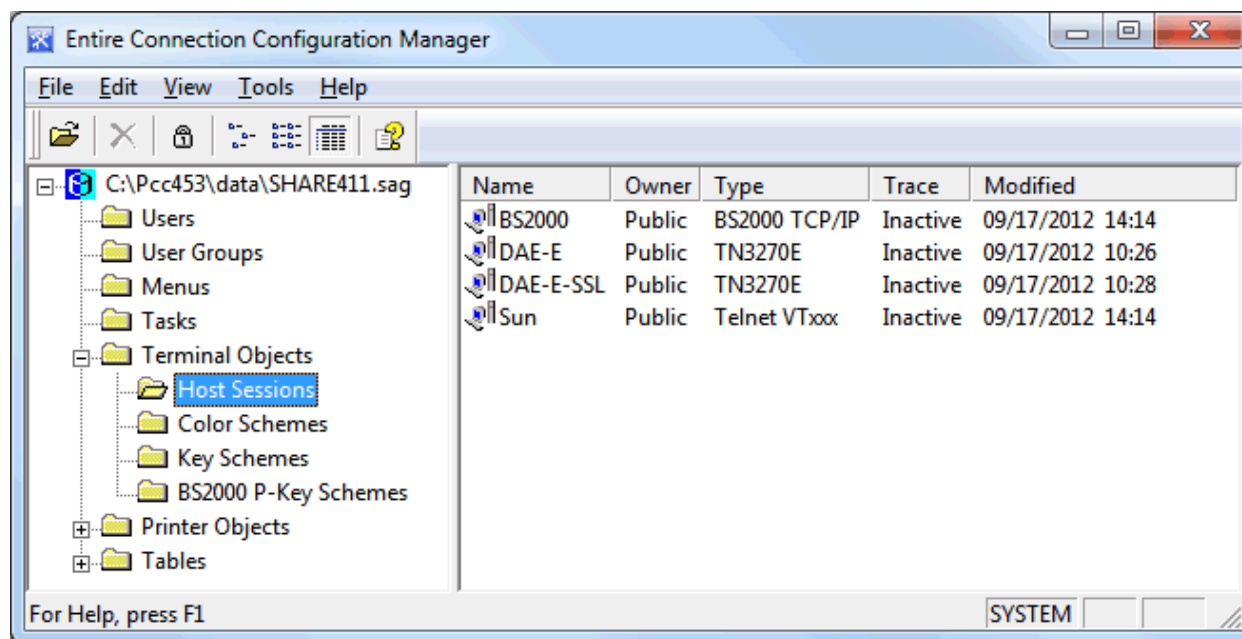 Entire Connection Configuration Manager
File Edit View Tools Help
C:\Pcc453\data\SHARE411.sag
Users
User Groups
Menus
Tasks
Terminal Objects
Host Sessions
Color Schemes
Key Schemes
BS2000 P-Key Schemes
Printer Objects
Tables
Name Owner Type Trace Modified
BS2000 Public BS2000 TCP/IP Inactive 09/17/2012 14:14
DAE-E Public TN3270E Inactive 09/17/2012 10:26
DAE-E-SSL Public TN3270E Inactive 09/17/2012 10:28
Sun Public Telnet VTxxx Inactive 09/17/2012 14:14
For Help, press F1 SYSTEM